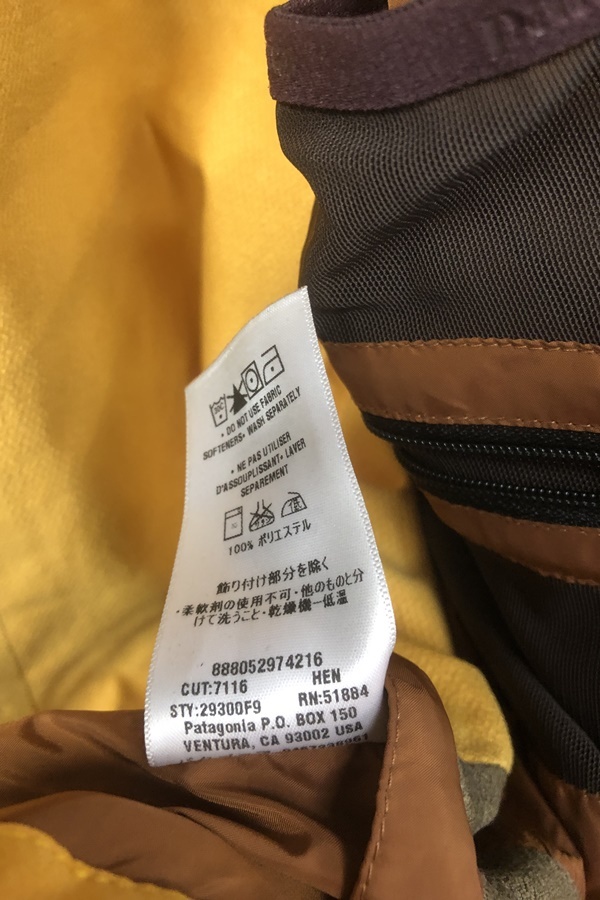 • DO NOT USE FABRIC
SOFTENERS• WASH SEPARATELY
• NE PAS UTILISER
D'ASSOUPLISSANT• LAVER
SEPAREMENT
100% ポリエステル
飾り付け部分を除く
・柔軟剤の使用不可・他のものと分
けて洗うこと・乾燥機ー低温
888052974216
CUT:7116 HEN
STY:29300F9 RN:51884
Patagonia P.O. BOX 150
VENTURA, CA 93002 USA